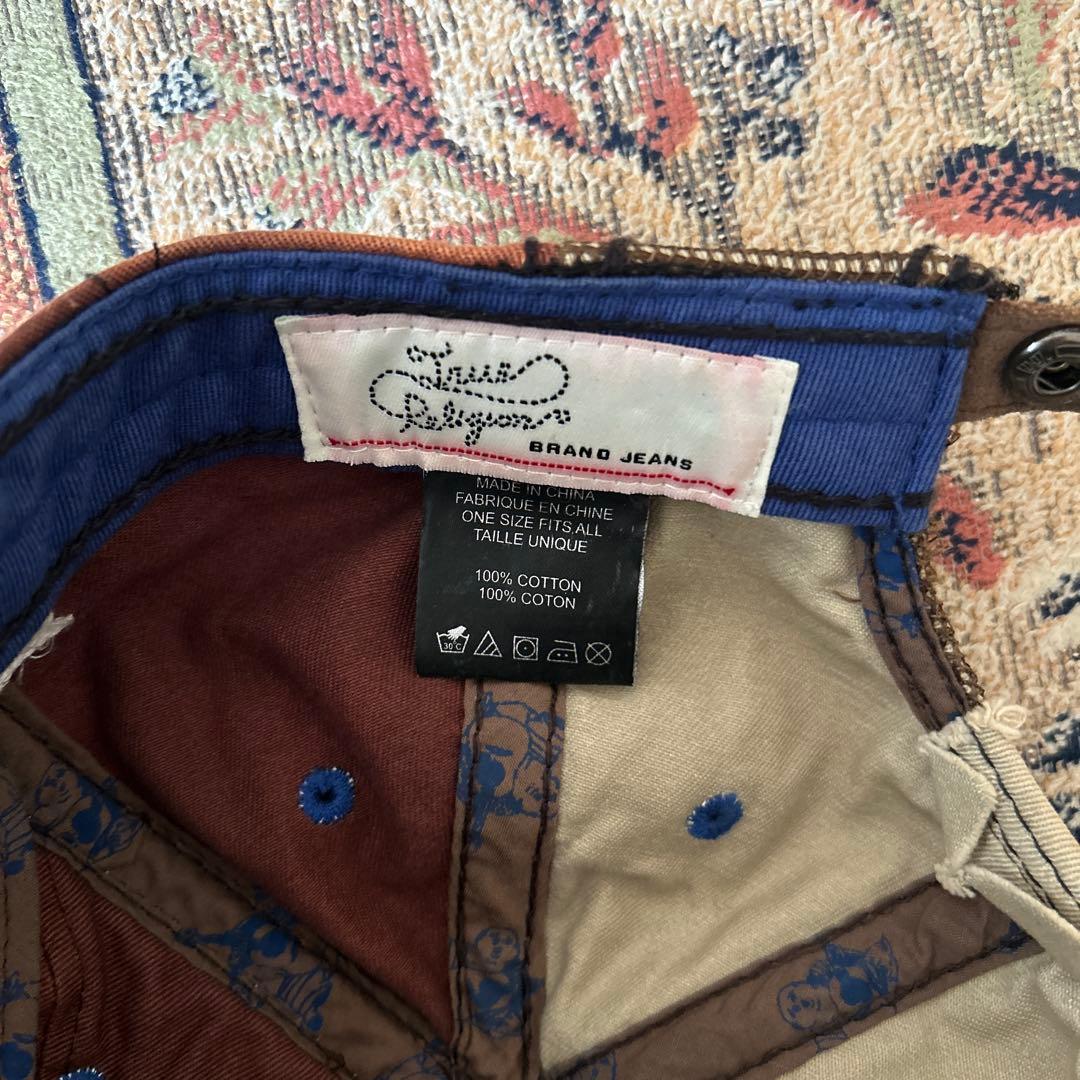 True
Religion
BRAND JEANS
MADE IN CHINA
FABRIQUE EN CHINE
ONE SIZE FITS ALL
TAILLE UNIQUE
100% COTTON
100% COTON
30°C